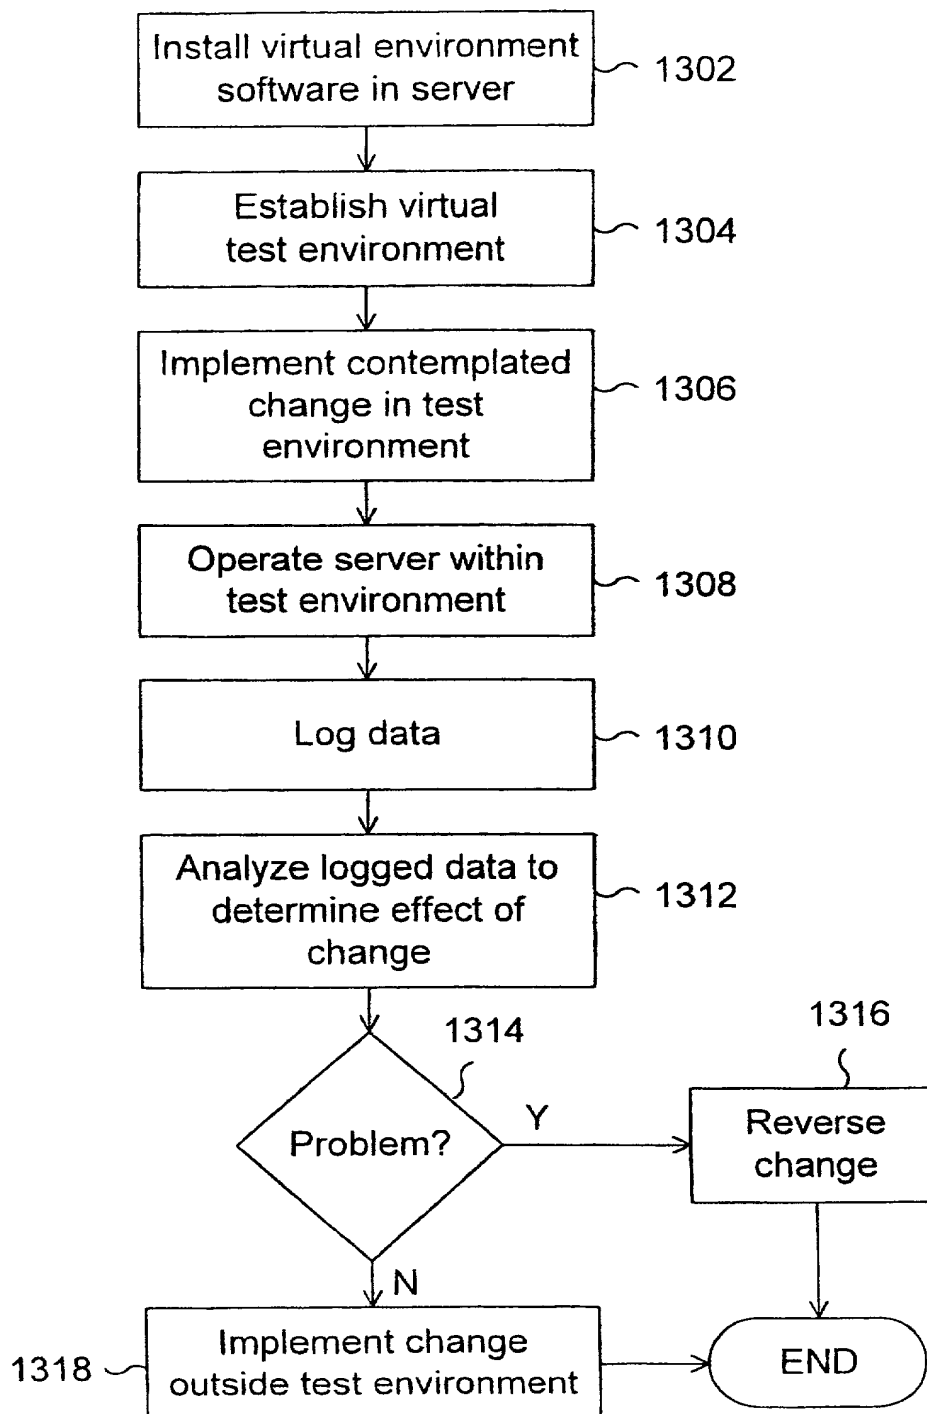 Install virtual environment
software in server
1302
Establish virtual
test environment
1304
Implement contemplated
change in test
environment
1306
Operate server within
test environment
1308
Log data
1310
Analyze logged data to
determine effect of
change
1312
1314
Problem?
Y
N
1316
Reverse
change
1318
Implement change
outside test environment
END